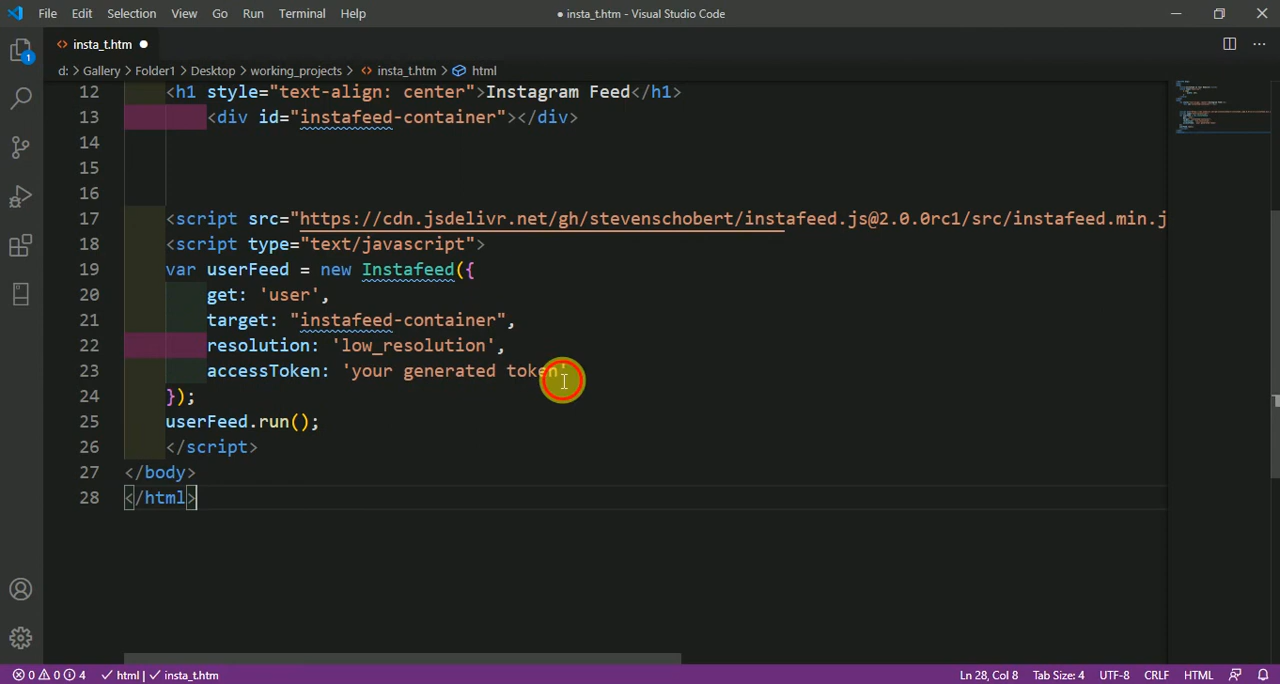 File Edit Selection View Go Run Terminal Help
● insta_t.htm - Visual Studio Code
insta_t.htm
d: > Gallery > Folder1 > Desktop > working_projects > insta_t.htm > html
12 <h1 style="text-align: center">Instagram Feed</h1>
13 <div id="instafeed-container"></div>
14
15
16
17 <script src="https://cdn.jsdelivr.net/gh/stevenschobert/instafeed.js@2.0.0rc1/src/instafeed.min.j
18 <script type="text/javascript">
19 var userFeed = new Instafeed({
20 get: 'user',
21 target: "instafeed-container",
22 resolution: 'low_resolution',
23 accessToken: 'your generated token'
24 });
25 userFeed.run();
26 </script>
27 </body>
28 </html>
1
0 0 4 html | insta_t.htm Ln 28, Col 8 Tab Size: 4 UTF-8 CRLF HTML